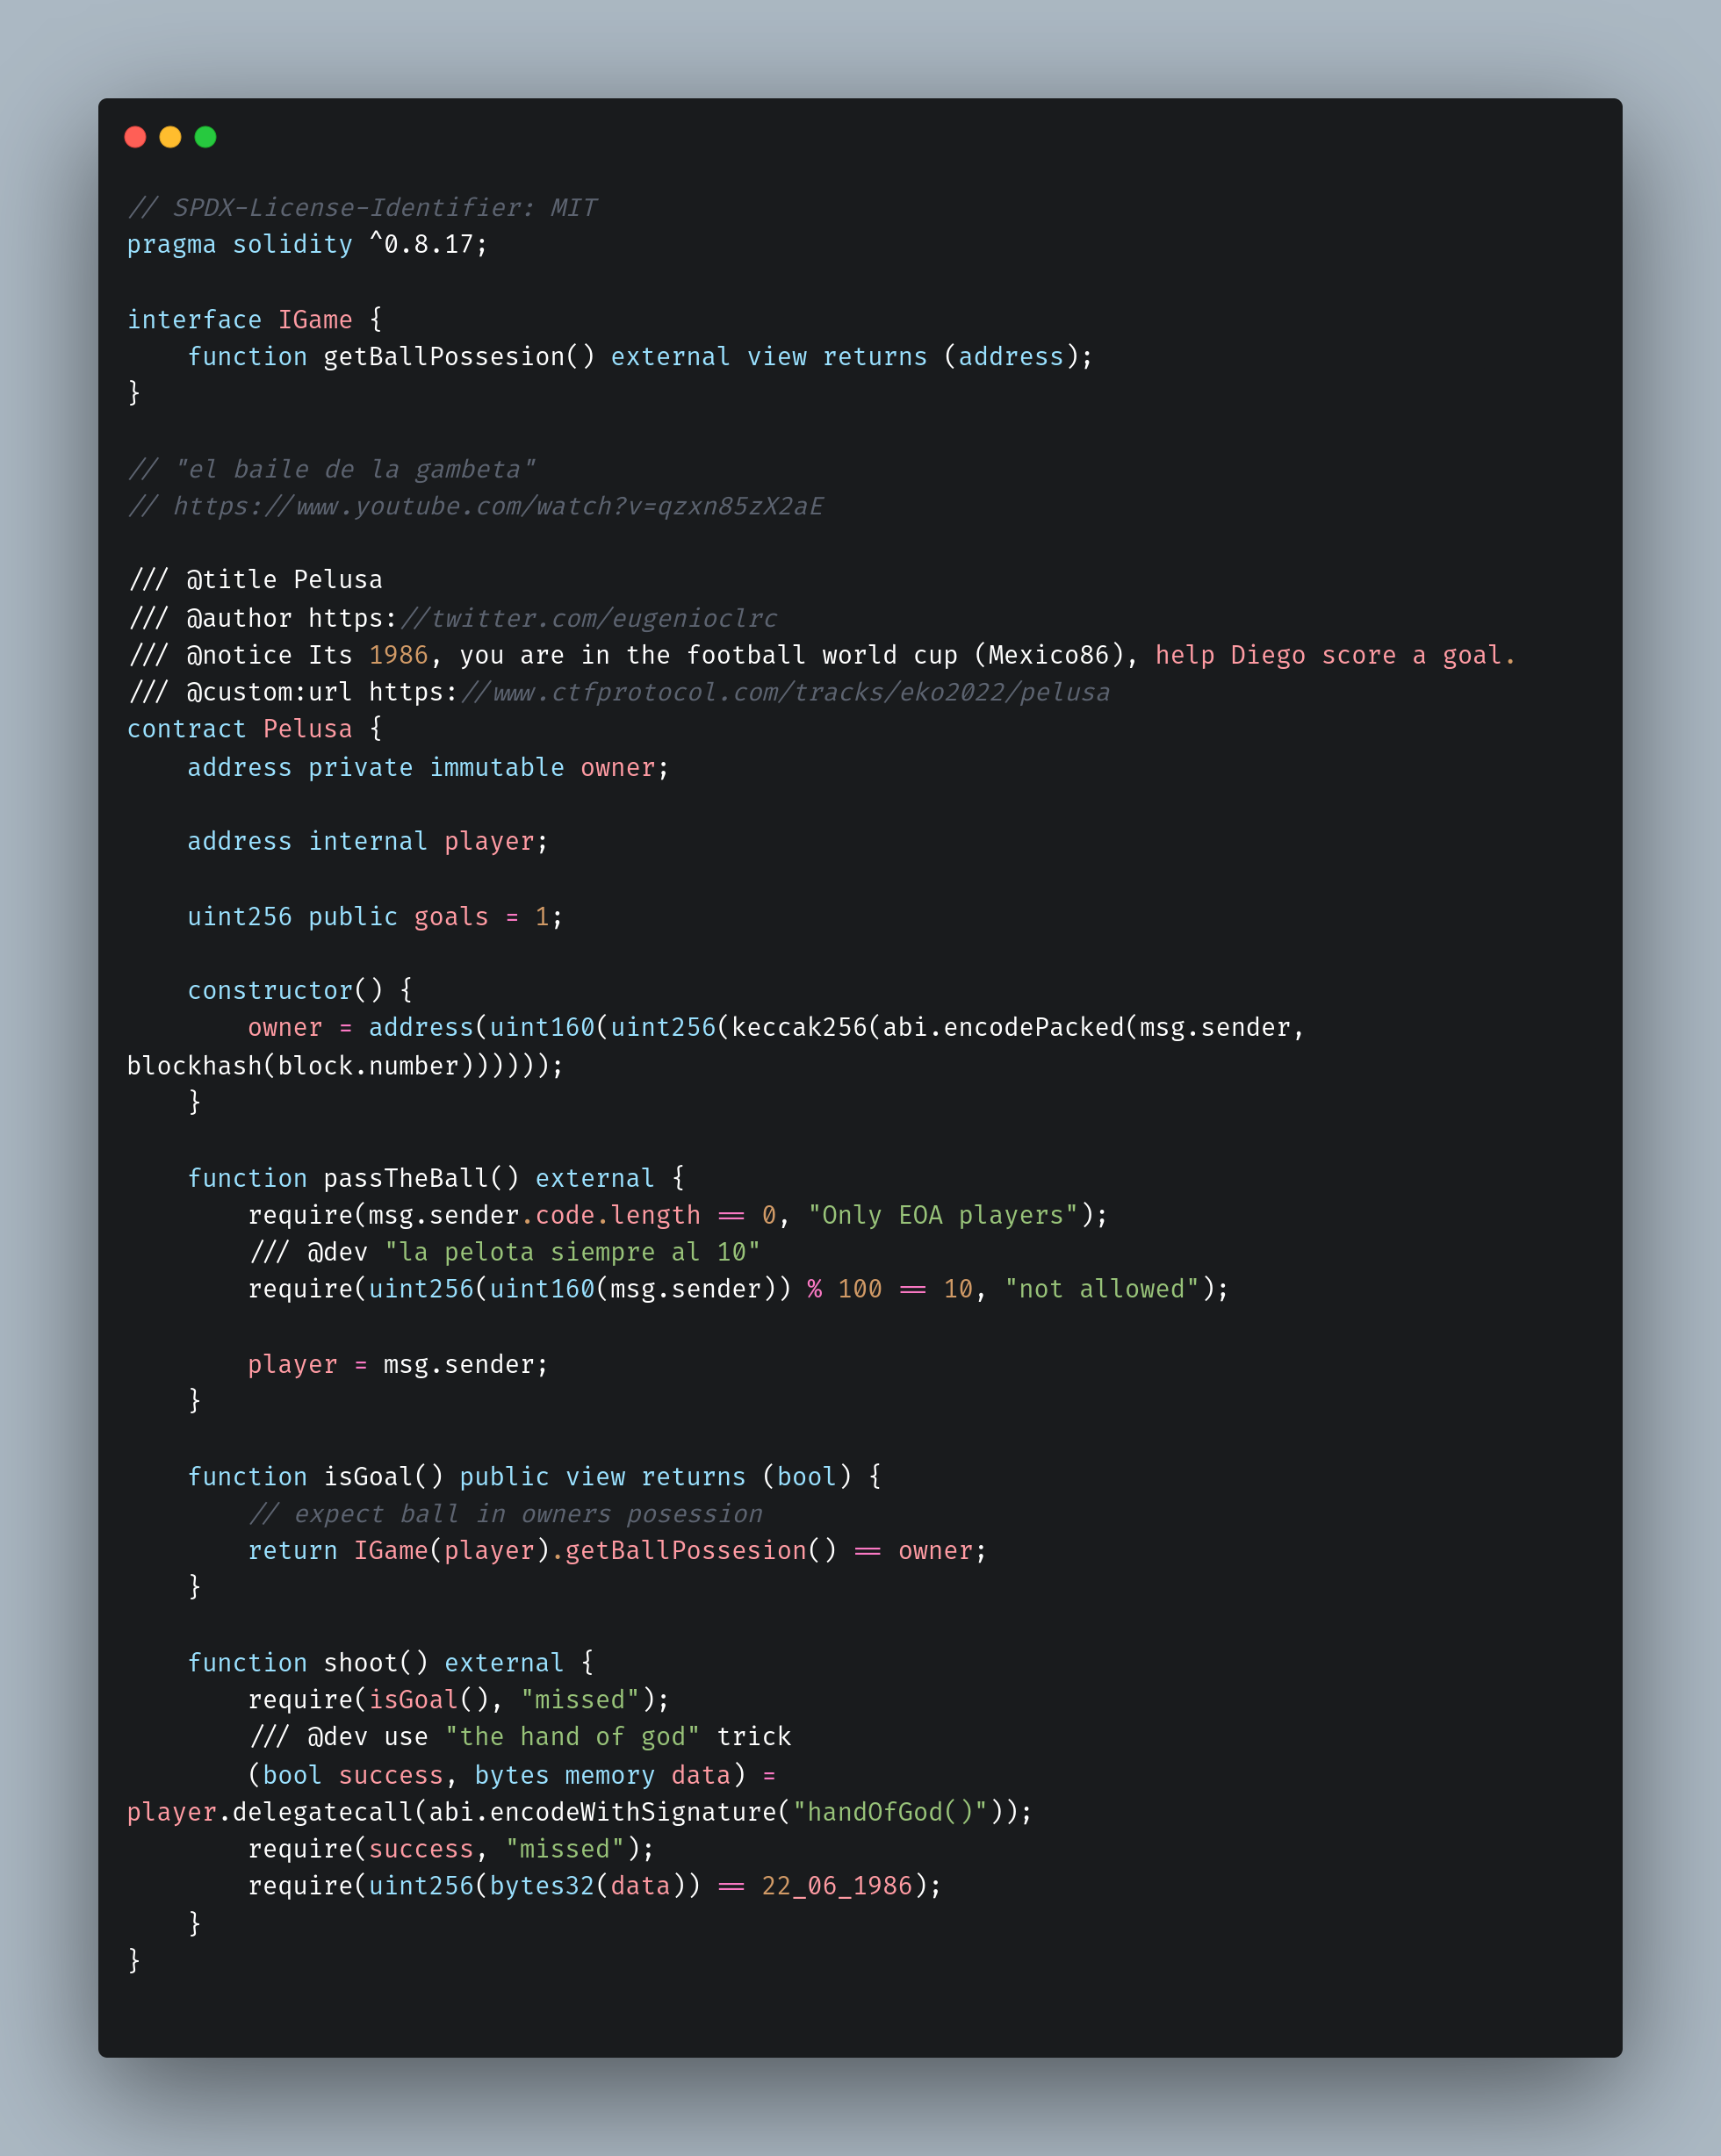 // SPDX-License-Identifier: MIT
pragma solidity ^0.8.17;

interface IGame {
    function getBallPossesion() external view returns (address);
}

// "el baile de la gambeta"
// https://www.youtube.com/watch?v=qzxn85zX2aE

/// @title Pelusa
/// @author https://twitter.com/eugenioclrc
/// @notice Its 1986, you are in the football world cup (Mexico86), help Diego score a goal.
/// @custom:url https://www.ctfprotocol.com/tracks/eko2022/pelusa
contract Pelusa {
    address private immutable owner;

    address internal player;

    uint256 public goals = 1;

    constructor() {
        owner = address(uint160(uint256(keccak256(abi.encodePacked(msg.sender,
blockhash(block.number))))));
    }

    function passTheBall() external {
        require(msg.sender.code.length == 0, "Only EOA players");
        /// @dev "la pelota siempre al 10"
        require(uint256(uint160(msg.sender)) % 100 == 10, "not allowed");

        player = msg.sender;
    }

    function isGoal() public view returns (bool) {
        // expect ball in owners posession
        return IGame(player).getBallPossesion() == owner;
    }

    function shoot() external {
        require(isGoal(), "missed");
        /// @dev use "the hand of god" trick
        (bool success, bytes memory data) =
player.delegatecall(abi.encodeWithSignature("handOfGod()"));
        require(success, "missed");
        require(uint256(bytes32(data)) == 22_06_1986);
    }
}